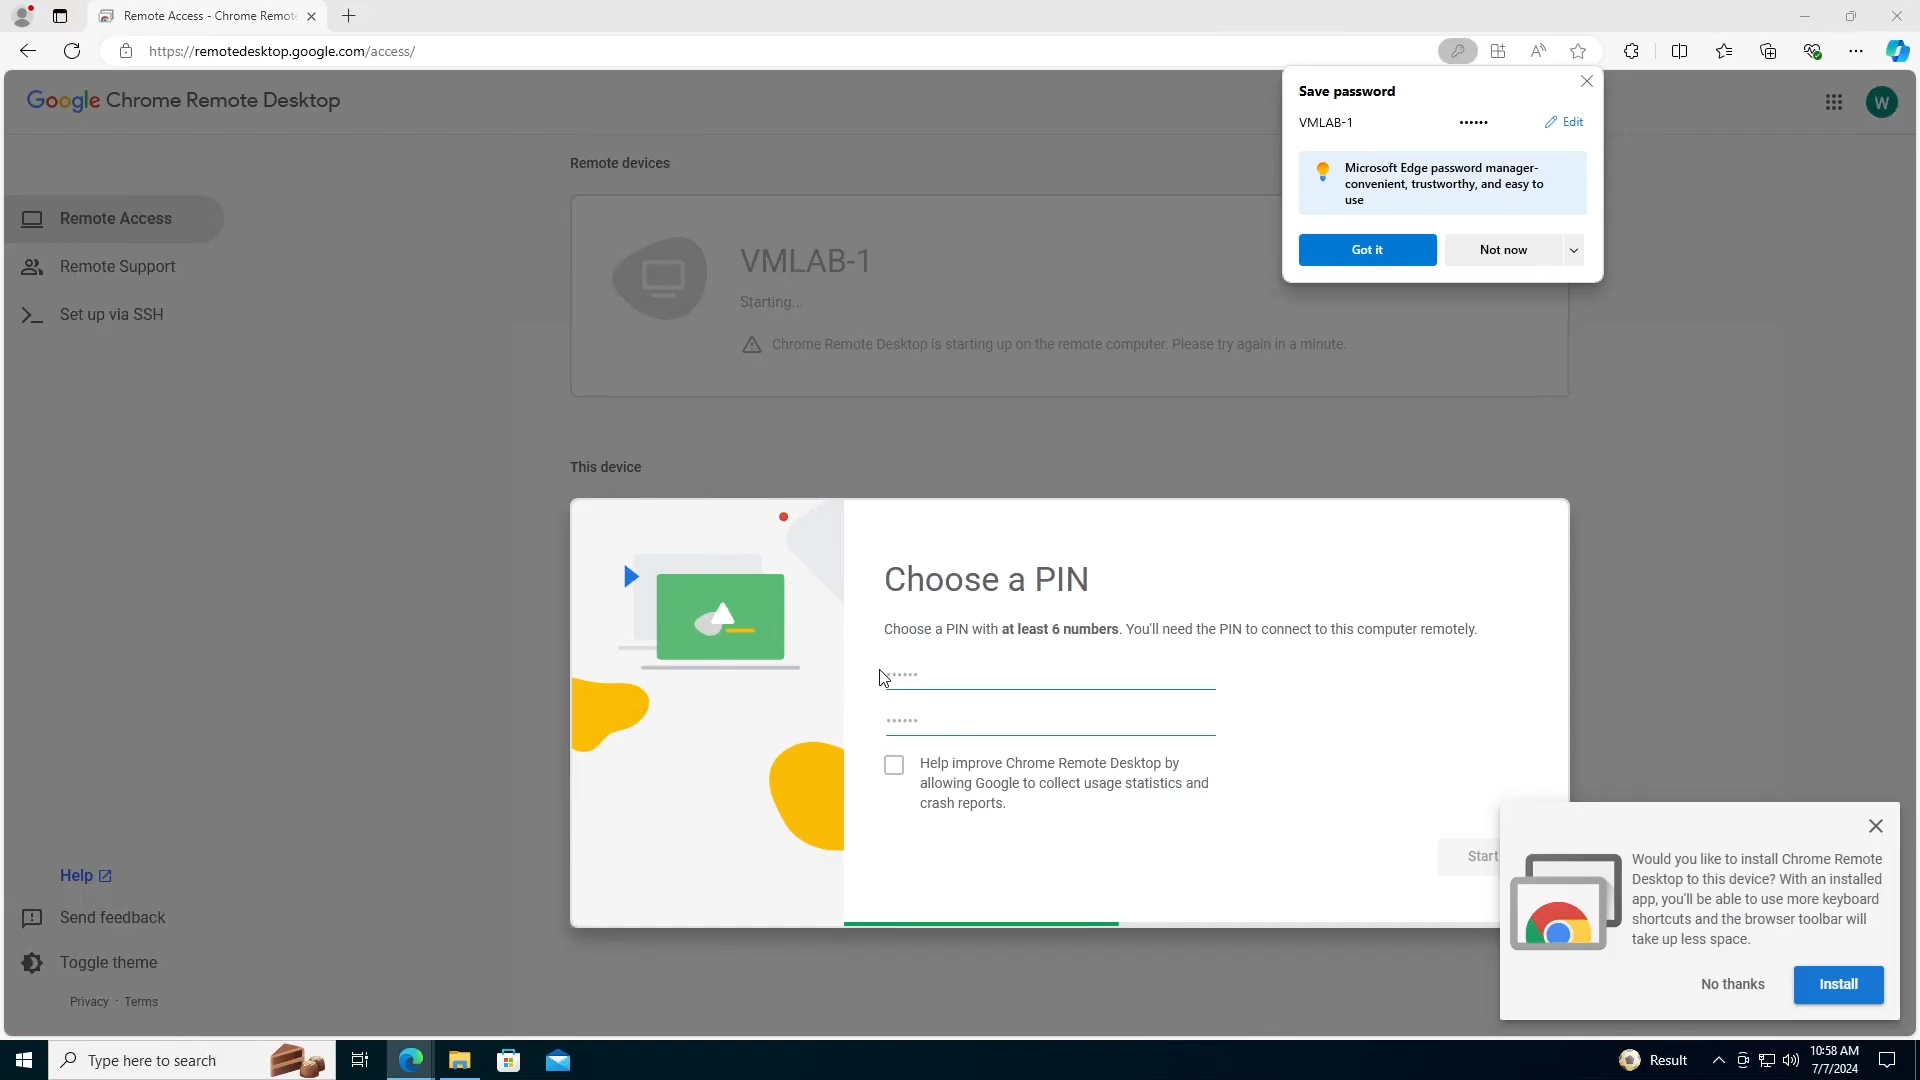 Remote Access - Chrome Remot
https://remotedesktop.google.com/access/
Google Chrome Remote Desktop
W
Save password
VMLAB-1
••••••
Edit
Microsoft Edge password manager-
convenient, trustworthy, and easy to
use
Got it
Not now
Remote Access
Remote Support
Set up via SSH
Remote devices
VMLAB-1
Starting...
Chrome Remote Desktop is starting up on the remote computer. Please try again in a minute.
This device
Choose a PIN
Choose a PIN with at least 6 numbers. You'll need the PIN to connect to this computer remotely.
••••••
••••••
Help improve Chrome Remote Desktop by
allowing Google to collect usage statistics and
crash reports.
Start
Would you like to install Chrome Remote
Desktop to this device? With an installed
app, you'll be able to use more keyboard
shortcuts and the browser toolbar will
take up less space.
No thanks
Install
Help
Send feedback
Toggle theme
Privacy · Terms
Type here to search
Result
10:58 AM
7/7/2024